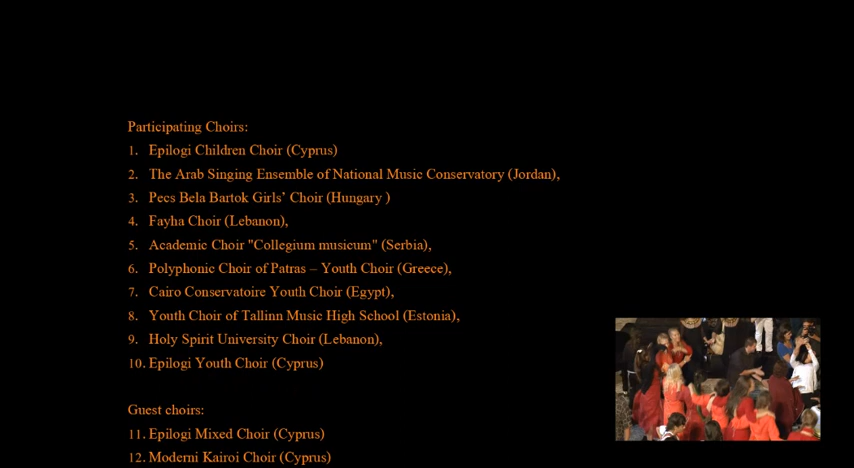 Participating Choirs:
1. Epilogi Children Choir (Cyprus)
2. The Arab Singing Ensemble of National Music Conservatory (Jordan),
3. Pecs Bela Bartok Girls’ Choir (Hungary )
4. Fayha Choir (Lebanon),
5. Academic Choir "Collegium musicum" (Serbia),
6. Polyphonic Choir of Patras – Youth Choir (Greece),
7. Cairo Conservatoire Youth Choir (Egypt),
8. Youth Choir of Tallinn Music High School (Estonia),
9. Holy Spirit University Choir (Lebanon),
10. Epilogi Youth Choir (Cyprus)
Guest choirs:
11. Epilogi Mixed Choir (Cyprus)
12. Moderni Kairoi Choir (Cyprus)